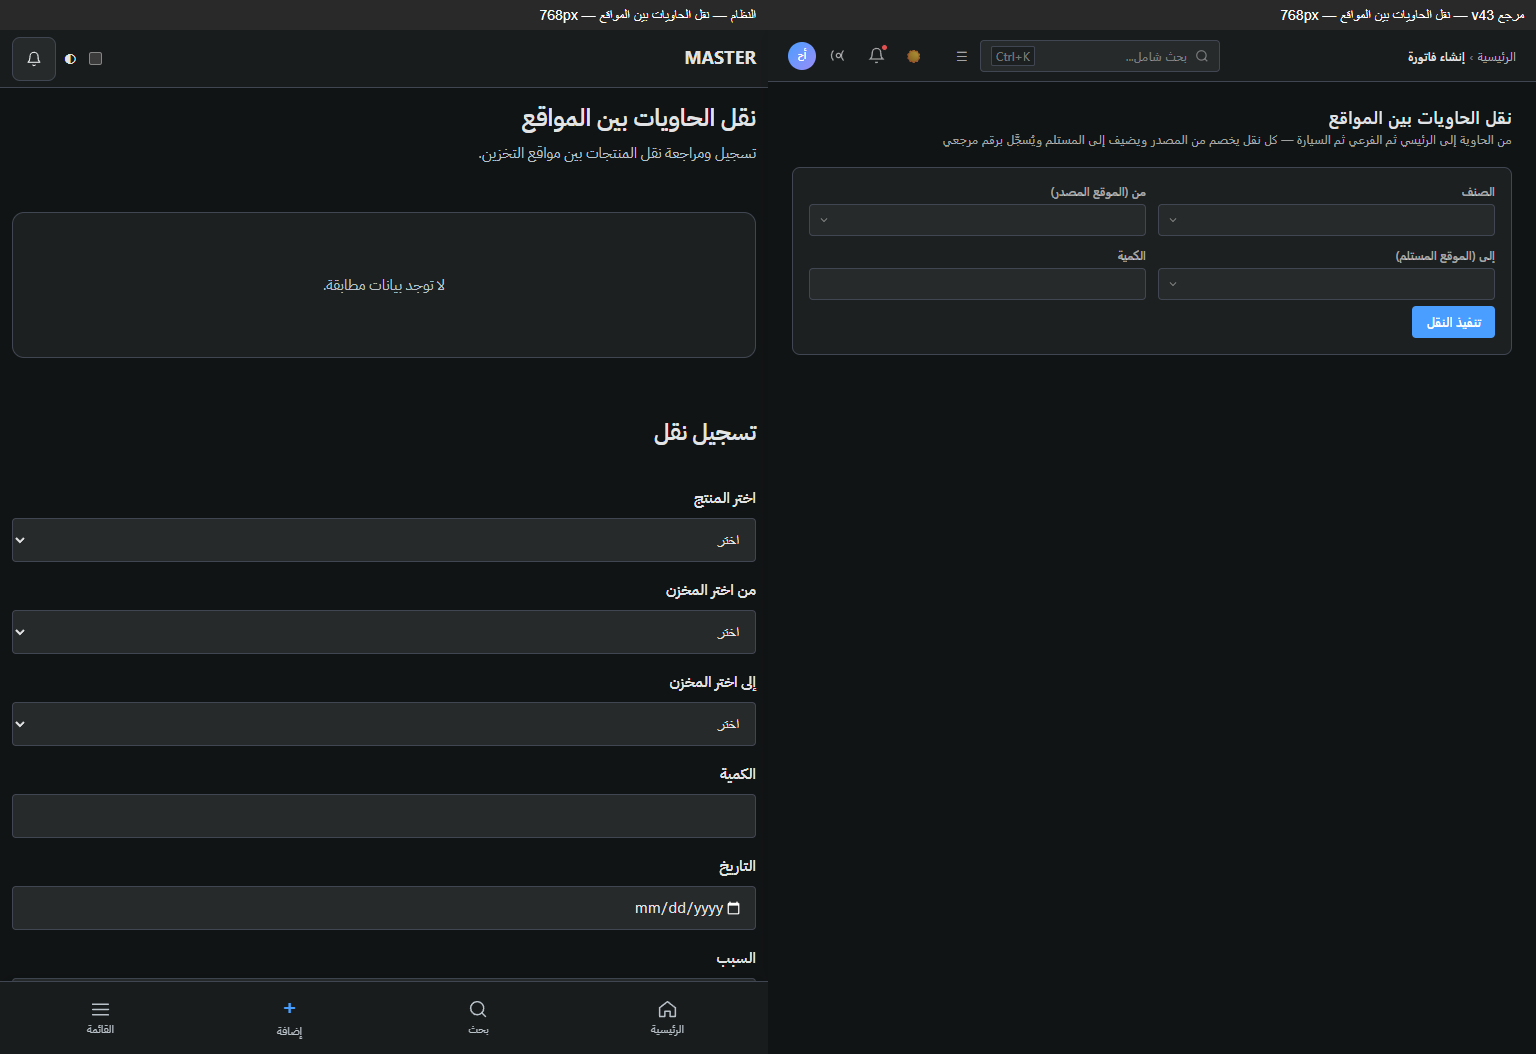 مرجع v43 — نقل الحاويات بين المواقع — 768px
الرئيسية › إنشاء فاتورة
بحث شامل...
Ctrl+K
أح
نقل الحاويات بين المواقع
من الحاوية إلى الرئيسي ثم الفرعي ثم السيارة — كل نقل يخصم من المصدر ويضيف إلى المستلم ويُسجَّل برقم مرجعي
الصنف
من (الموقع المصدر)
إلى (الموقع المستلم)
الكمية
تنفيذ النقل
النظام — نقل الحاويات بين المواقع — 768px
MASTER
نقل الحاويات بين المواقع
تسجيل ومراجعة نقل المنتجات بين مواقع التخزين.
لا توجد بيانات مطابقة.
تسجيل نقل
اختر المنتج
اختر
من اختر المخزن
اختر
إلى اختر المخزن
اختر
الكمية
التاريخ
mm/dd/yyyy
السبب
الرئيسية
بحث
+
إضافة
القائمة